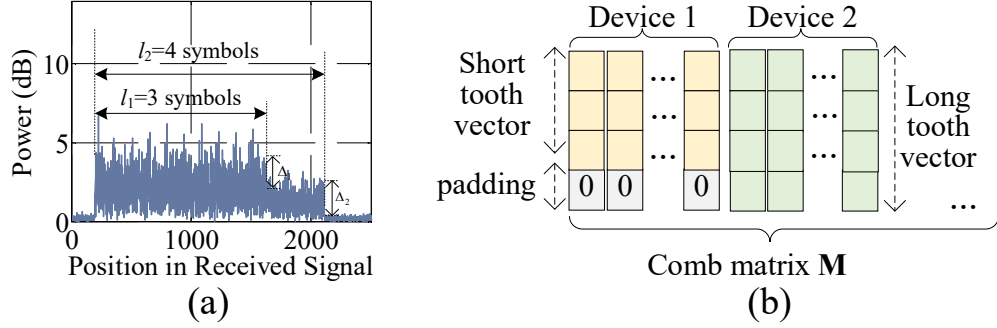 Power (dB)
10
5
0
l₂=4 symbols
l₁=3 symbols
Δ₁
Δ₂
0 1000 2000
Position in Received Signal
(a)
Device 1 Device 2
Short
tooth
vector
padding
... ...
... ...
0 0 0
Long
tooth
vector
...
Comb matrix M
(b)